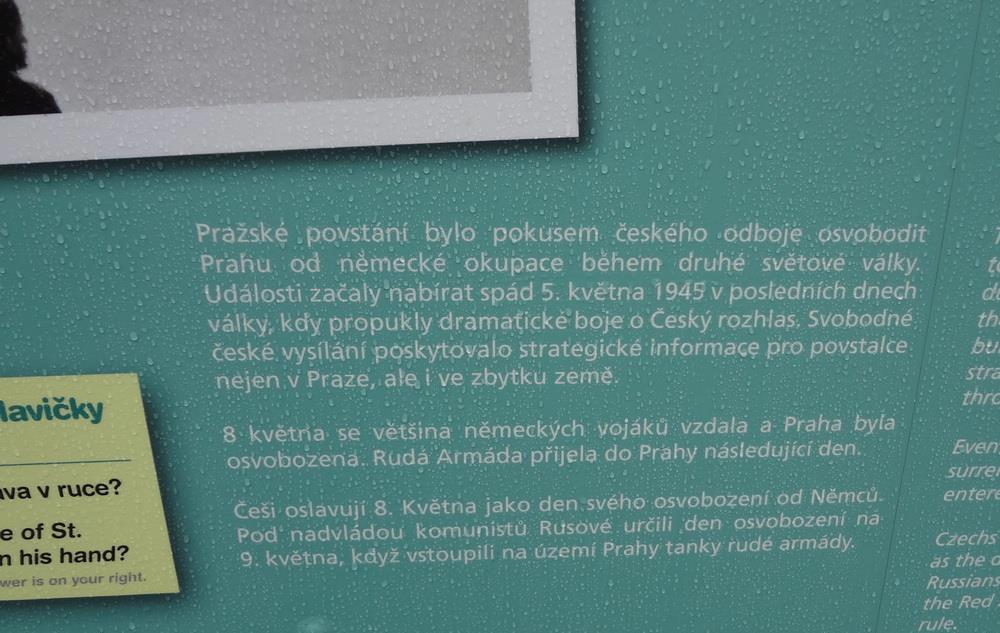 Pražské povstání bylo pokusem českého odboje osvobodit
Prahu od německé okupace během druhé světové války.
Události začaly nabírat spád 5. května 1945 v posledních dnech
války, kdy propukly dramatické boje o Český rozhlas. Svobodné
české vysílání poskytovalo strategické informace pro povstalce
nejen v Praze, ale i ve zbytku země.
8 května se většina německých vojáků vzdala a Praha byla
osvobozena. Rudá Armáda přijela do Prahy následující den.
Češi oslavují 8. Května jako den svého osvobození od Němců.
Pod nadvládou komunistů Rusové určili den osvobození na
9. května, když vstoupili na území Prahy tanky rudé armády.
lavičky
ava v ruce?
e of St.
n his hand?
wer is on your right.
Even
surre
entere
Czechs
as the d
Russians
the Red
rule.